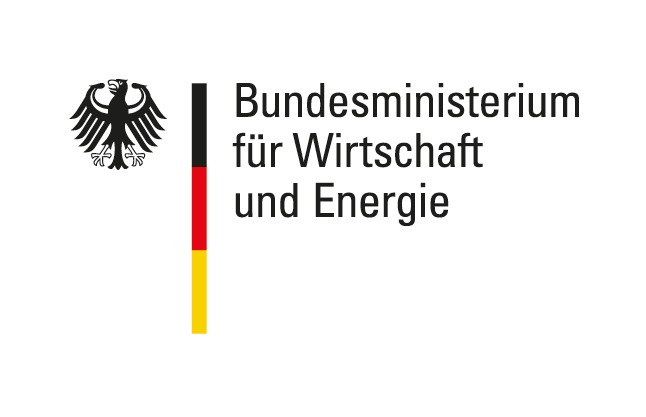 Bundesministerium
für Wirtschaft
und Energie